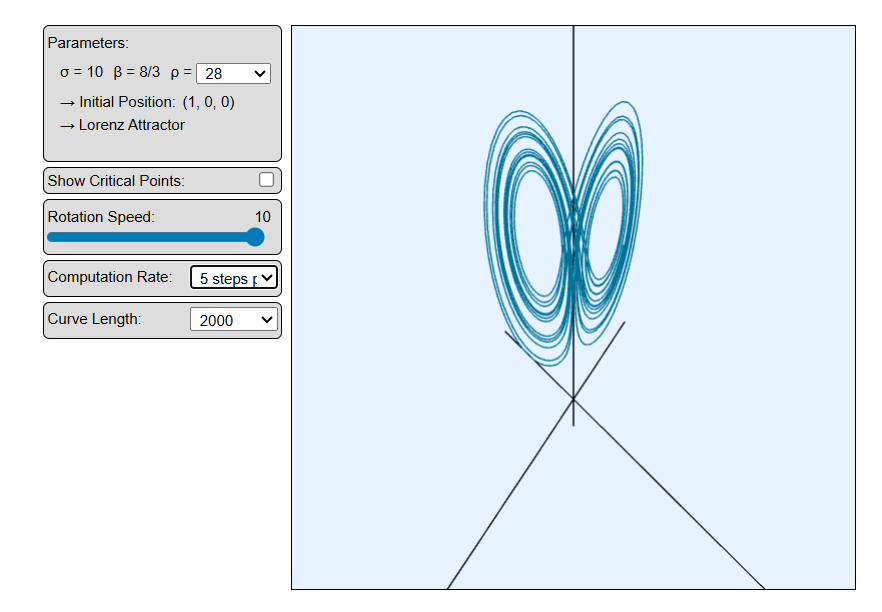 Parameters:
σ = 10 β = 8/3 ρ = 28
→ Initial Position: (1, 0, 0)
→ Lorenz Attractor
Show Critical Points:
Rotation Speed: 10
Computation Rate: 5 steps
Curve Length: 2000